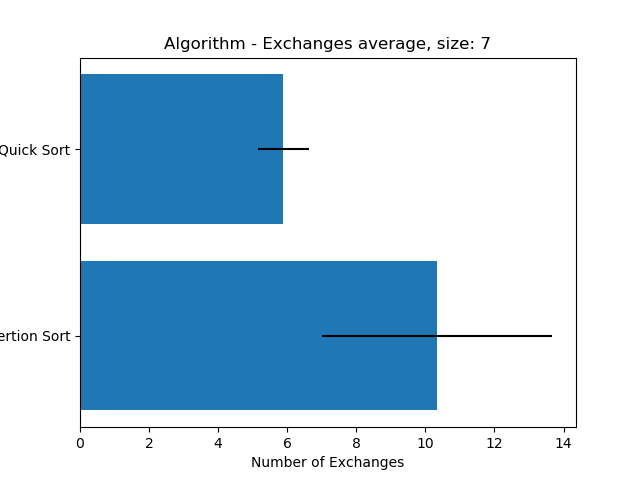 Algorithm - Exchanges average, size: 7
Quick Sort
ertion Sort
0 2 4 6 8 10 12 14
Number of Exchanges